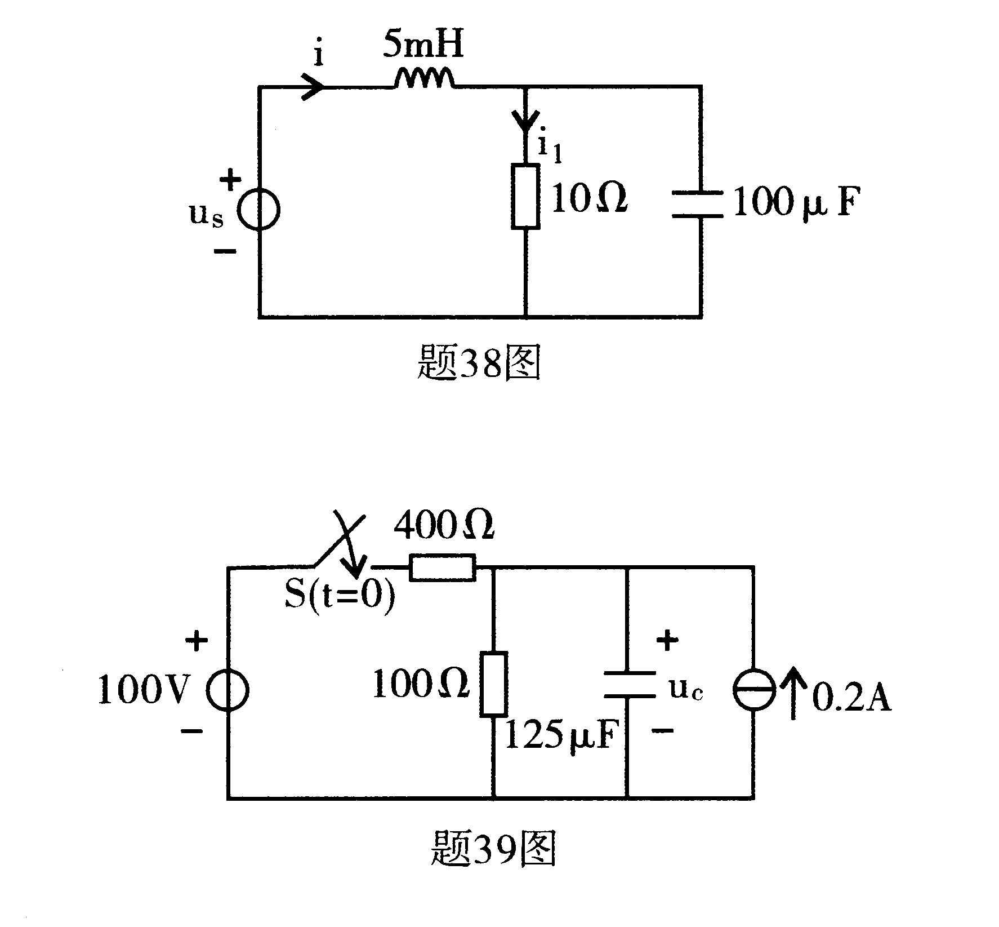 i
5mH
i₁
+
uₛ
−
10Ω
100μF
题38图
400Ω
S(t=0)
+
100V
−
100Ω
125μF
+
u_c
−
0.2A
题39图